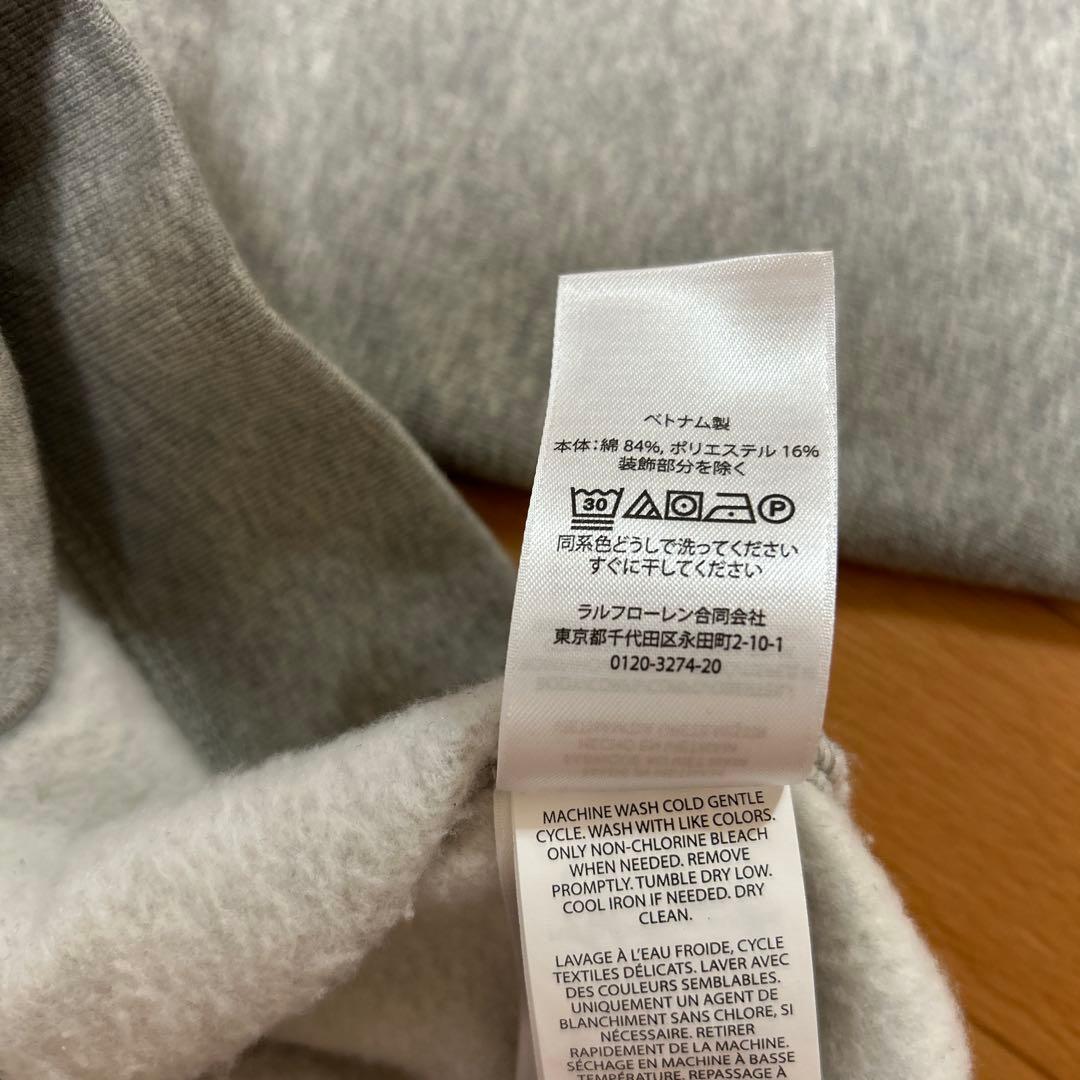 ベトナム製
本体：綿 84%, ポリエステル 16%
装飾部分を除く
30 P
同系色どうしで洗ってください
すぐに干してください
ラルフローレン合同会社
東京都千代田区永田町2-10-1
0120-3274-20
MACHINE WASH COLD GENTLE
CYCLE. WASH WITH LIKE COLORS.
ONLY NON-CHLORINE BLEACH
WHEN NEEDED. REMOVE
PROMPTLY. TUMBLE DRY LOW.
COOL IRON IF NEEDED. DRY
CLEAN.
LAVAGE À L'EAU FROIDE, CYCLE
TEXTILES DÉLICATS. LAVER AVEC
DES COULEURS SEMBLABLES.
UNIQUEMENT UN AGENT DE
BLANCHIMENT SANS CHLORE, SI
NÉCESSAIRE. RETIRER
RAPIDEMENT DE LA MACHINE.
SÉCHAGE EN MACHINE À BASSE
TEMPÉRATURE. REPASSAGE À